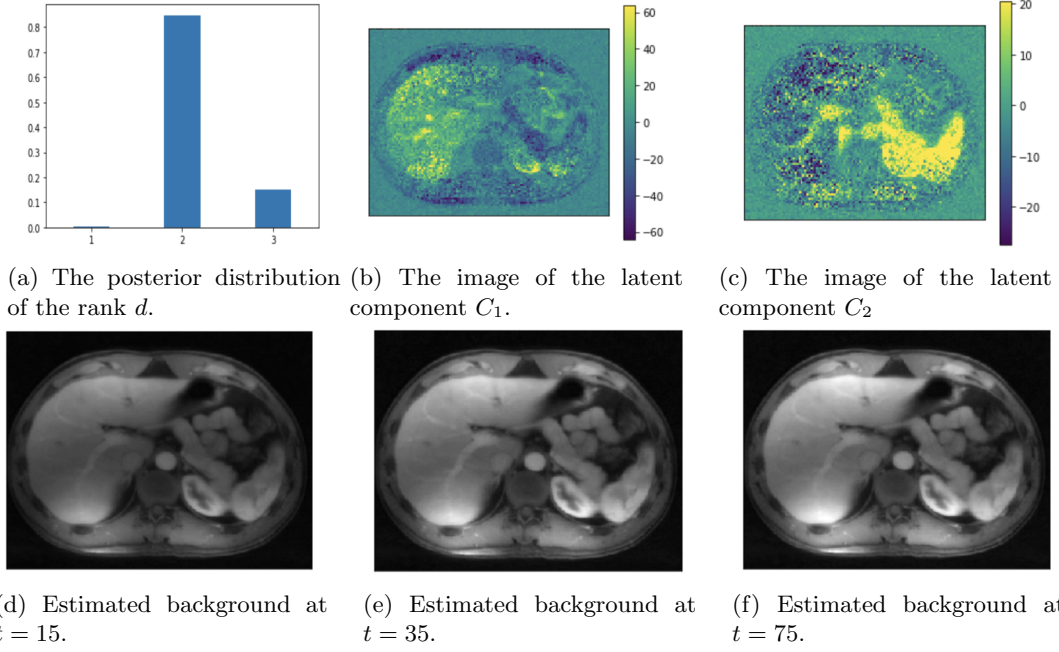 0.8
0.7
0.6
0.5
0.4
0.3
0.2
0.1
0.0
1 2 3
60
40
20
0
−20
−40
−60
20
10
0
−10
−20
(a) The posterior distribution
of the rank d.
(b) The image of the latent
component C₁.
(c) The image of the latent
component C₂
(d) Estimated background at
t = 15.
(e) Estimated background at
t = 35.
(f) Estimated background at
t = 75.